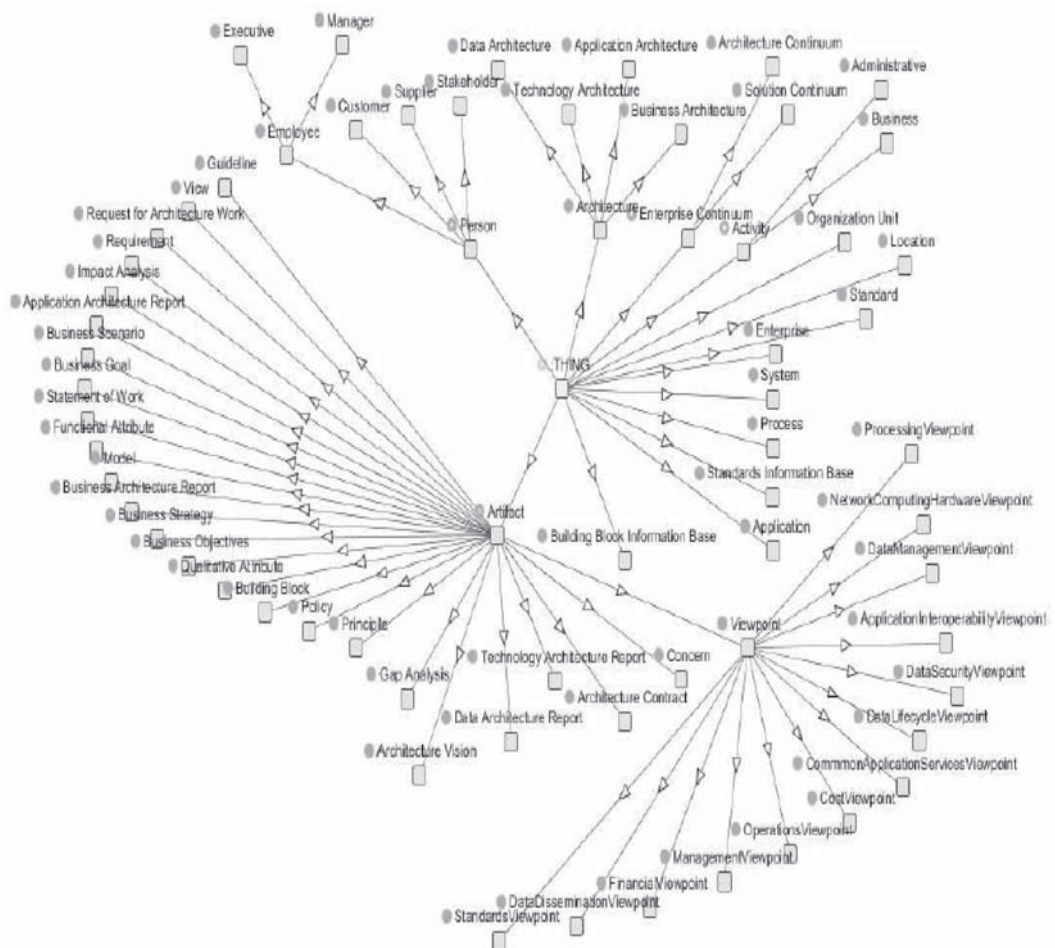 Executive
Manager
Data Architecture
Application Architecture
Architecture Continuum
Administrative
Customer
Supplier
Stakeholder
Technology Architecture
Solution Continuum
Business Architecture
Business
Employee
Guideline
View
Request for Architecture Work
Person
Architecture
Enterprise Continuum
Activity
Organization Unit
Requirement
Location
Impact Analysis
Standard
Application Architecture Report
Business Scenario
Enterprise
Business Goal
:THING
System
Statement of Work
Functional Attribute
Process
ProcessingViewpoint
Model
Standards Information Base
Business Architecture Report
NetworkComputingHardwareViewpoint
Business Strategy
Artifact
Application
Business Objectives
Building Block Information Base
DataManagementViewpoint
Qualitative Attribute
Building Block
Policy
Principle
Viewpoint
ApplicationInteroperabilityViewpoint
Gap Analysis
Technology Architecture Report
Concern
DataSecurityViewpoint
Architecture Contract
Data Architecture Report
DataLifecycleViewpoint
Architecture Vision
CommmonApplicationServicesViewpoint
CostViewpoint
OperationsViewpoint
ManagementViewpoint
FinancialViewpoint
DataDisseminationViewpoint
StandardsViewpoint